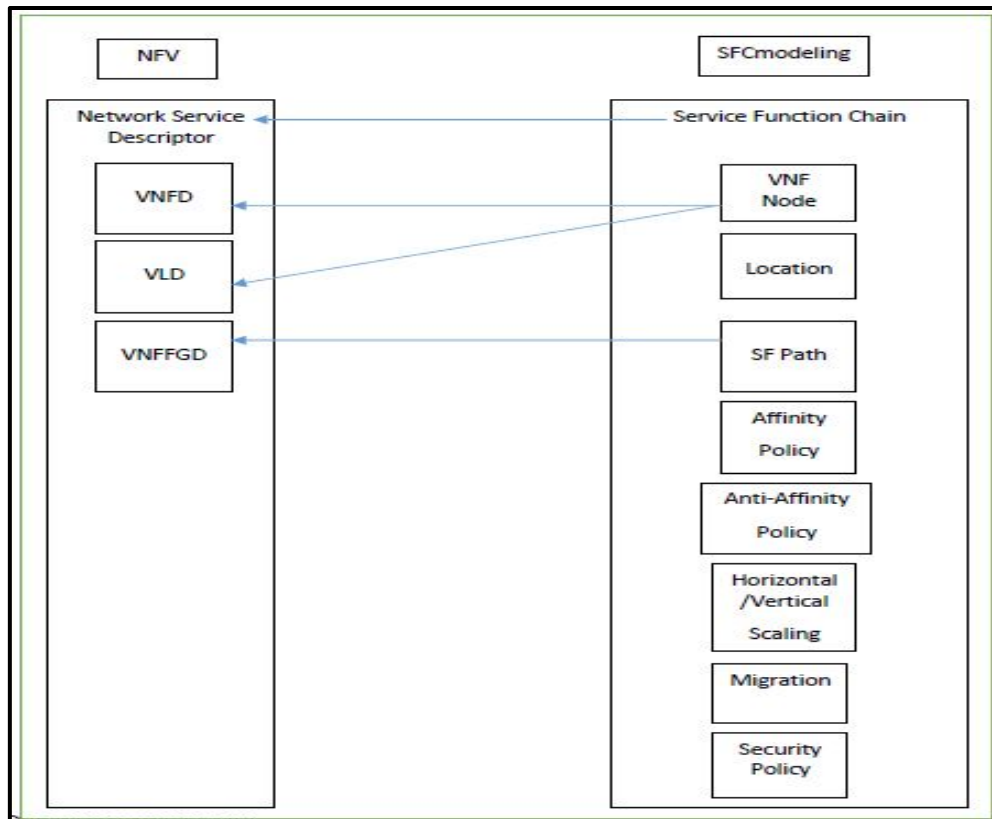 NFV
SFCmodeling
Network Service
Descriptor
VNFD
VLD
VNFFGD
Service Function Chain
VNF
Node
Location
SF Path
Affinity
Policy
Anti-Affinity
Policy
Horizontal
/Vertical
Scaling
Migration
Security
Policy